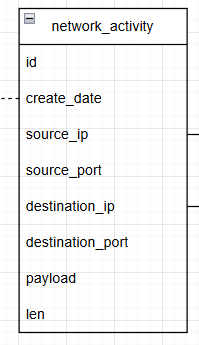 network_activity
id
create_date
source_ip
source_port
destination_ip
destination_port
payload
len